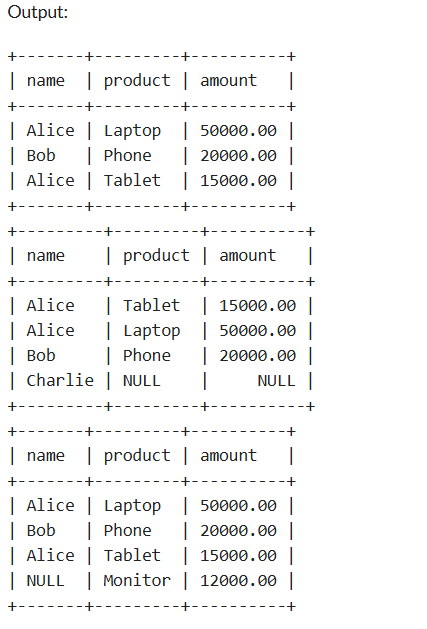 Output:
+-------+---------+----------+
| name  | product | amount   |
+-------+---------+----------+
| Alice | Laptop  | 50000.00 |
| Bob   | Phone   | 20000.00 |
| Alice | Tablet  | 15000.00 |
+-------+---------+----------+
+---------+---------+----------+
| name    | product | amount   |
+---------+---------+----------+
| Alice   | Tablet  | 15000.00 |
| Alice   | Laptop  | 50000.00 |
| Bob     | Phone   | 20000.00 |
| Charlie | NULL    |     NULL |
+---------+---------+----------+
+-------+---------+----------+
| name  | product | amount   |
+-------+---------+----------+
| Alice | Laptop  | 50000.00 |
| Bob   | Phone   | 20000.00 |
| Alice | Tablet  | 15000.00 |
| NULL  | Monitor | 12000.00 |
+-------+---------+----------+